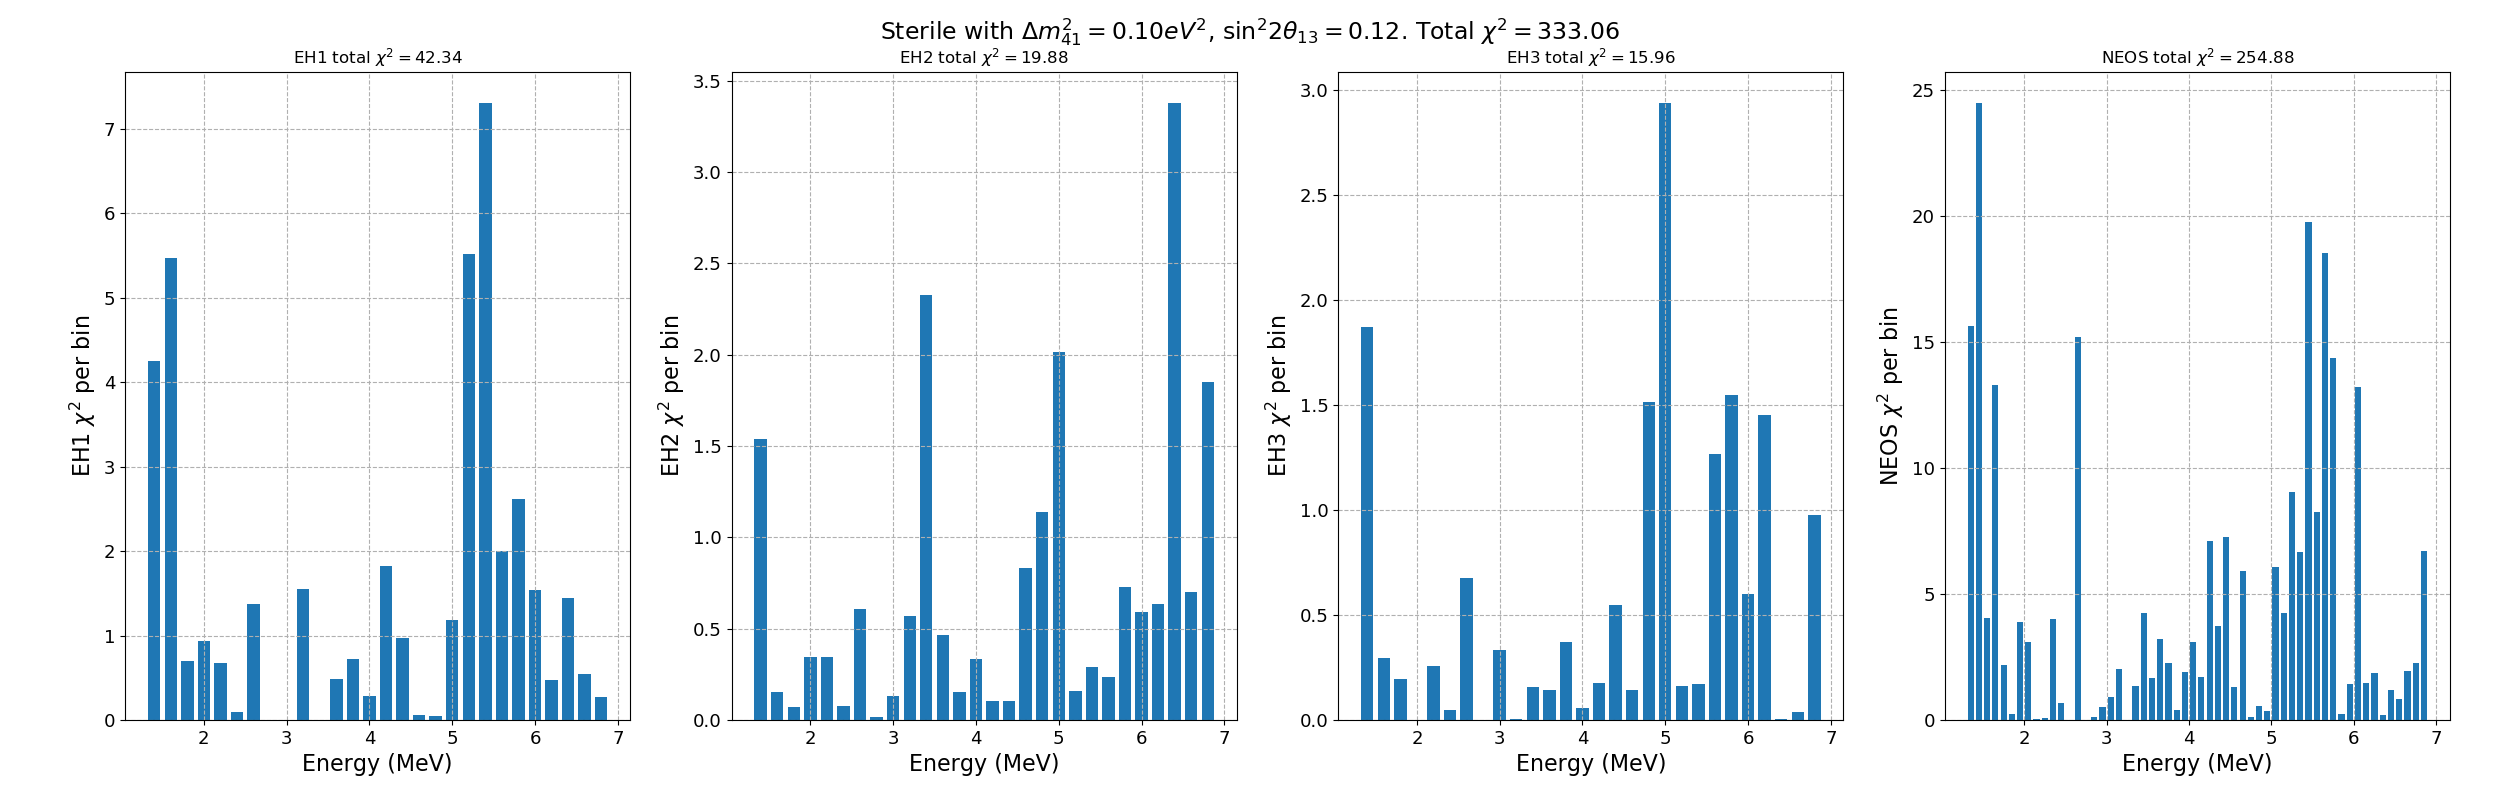 Sterile with Δm²₄₁ = 0.10eV², sin²2θ₁₃ = 0.12. Total χ² = 333.06
EH1 total χ² = 42.34
EH1 χ² per bin
7
6
5
4
3
2
1
0
2 3 4 5 6 7
Energy (MeV)
EH2 total χ² = 19.88
EH2 χ² per bin
3.5
3.0
2.5
2.0
1.5
1.0
0.5
0.0
2 3 4 5 6 7
Energy (MeV)
EH3 total χ² = 15.96
EH3 χ² per bin
3.0
2.5
2.0
1.5
1.0
0.5
0.0
2 3 4 5 6 7
Energy (MeV)
NEOS total χ² = 254.88
NEOS χ² per bin
25
20
15
10
5
0
2 3 4 5 6 7
Energy (MeV)